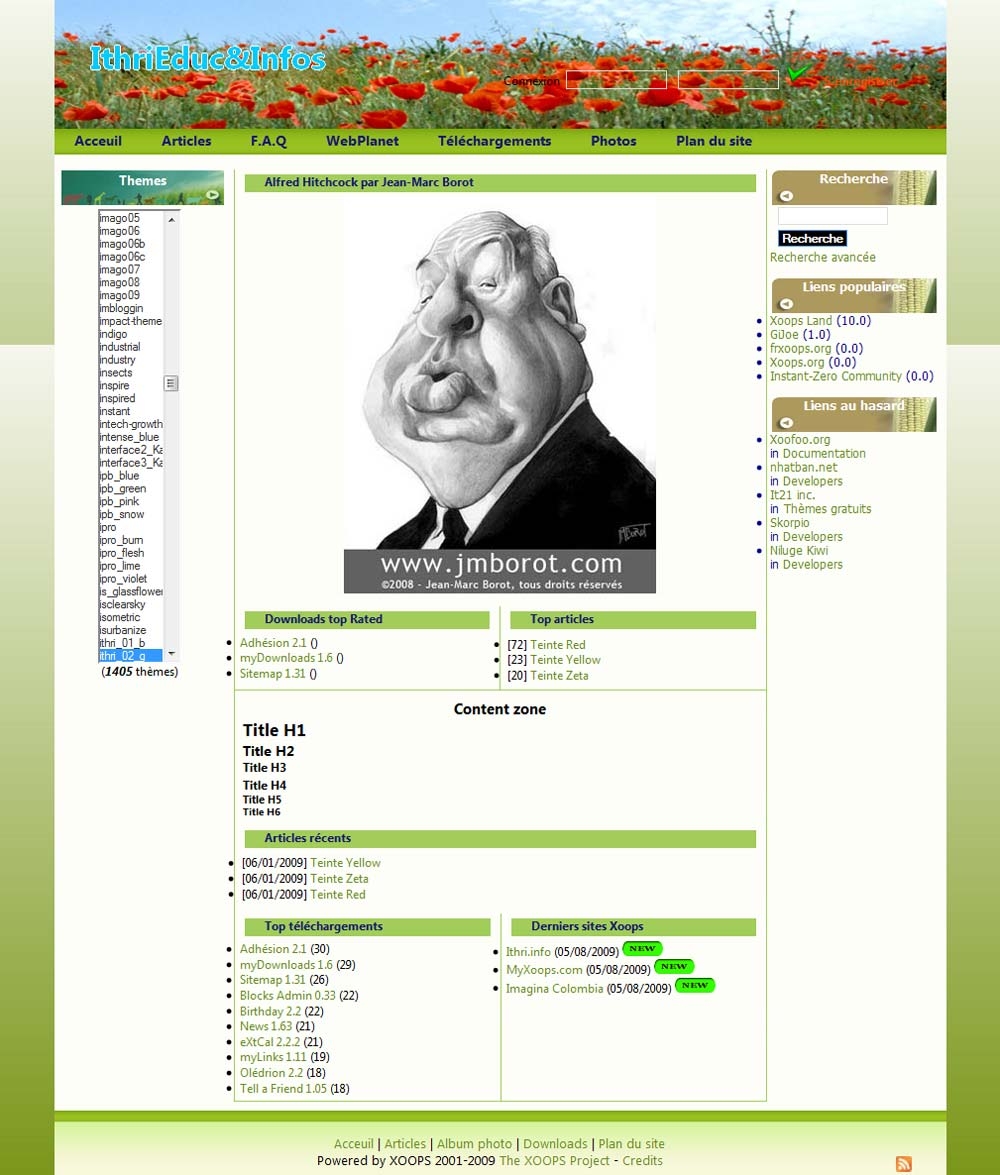 IthriEduc&Infos
Connexion
Acceuil Articles F.A.Q WebPlanet Téléchargements Photos Plan du site
Themes
imago05
imago06
imago06b
imago06c
imago07
imago08
imago09
imbloggin
impact-theme
indigo
industrial
industry
insects
inspire
inspired
instant
intech-growth
intense_blue
interface2_Ka
interface3_Ka
ipb_blue
ipb_green
ipb_pink
ipb_snow
ipro
ipro_burn
ipro_flesh
ipro_lime
ipro_violet
is_glassflower
isclearsky
isometric
isurbanize
ithri_01_b
ithri_02_g
(1405 thèmes)
Alfred Hitchcock par Jean-Marc Borot
www.jmborot.com
©2008 - Jean-Marc Borot, tous droits réservés
Downloads top Rated
Adhésion 2.1 ()
myDownloads 1.6 ()
Sitemap 1.31 ()
Top articles
[72] Teinte Red
[23] Teinte Yellow
[20] Teinte Zeta
Content zone
Title H1
Title H2
Title H3
Title H4
Title H5
Title H6
Articles récents
[06/01/2009] Teinte Yellow
[06/01/2009] Teinte Zeta
[06/01/2009] Teinte Red
Top téléchargements
Adhésion 2.1 (30)
myDownloads 1.6 (29)
Sitemap 1.31 (26)
Blocks Admin 0.33 (22)
Birthday 2.2 (22)
News 1.63 (21)
eXtCal 2.2.2 (21)
myLinks 1.11 (19)
Olédrion 2.2 (18)
Tell a Friend 1.05 (18)
Derniers sites Xoops
Ithri.info (05/08/2009) NEW
MyXoops.com (05/08/2009) NEW
Imagina Colombia (05/08/2009) NEW
Recherche
Recherche
Recherche avancée
Liens populaires
Xoops Land (10.0)
GIJoe (1.0)
frxoops.org (0.0)
Xoops.org (0.0)
Instant-Zero Community (0.0)
Liens au hasard
Xoofoo.org
in Documentation
nhatban.net
in Developers
It21 inc.
in Thèmes gratuits
Skorpio
in Developers
Niluge Kiwi
in Developers
Acceuil | Articles | Album photo | Downloads | Plan du site
Powered by XOOPS 2001-2009 The XOOPS Project - Credits